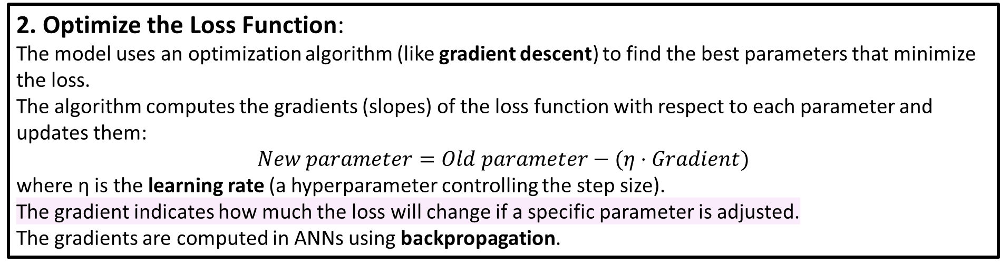 2. Optimize the Loss Function:
The model uses an optimization algorithm (like gradient descent) to find the best parameters that minimize
the loss.
The algorithm computes the gradients (slopes) of the loss function with respect to each parameter and
updates them:
New parameter = Old parameter − (η · Gradient)
where η is the learning rate (a hyperparameter controlling the step size).
The gradient indicates how much the loss will change if a specific parameter is adjusted.
The gradients are computed in ANNs using backpropagation.